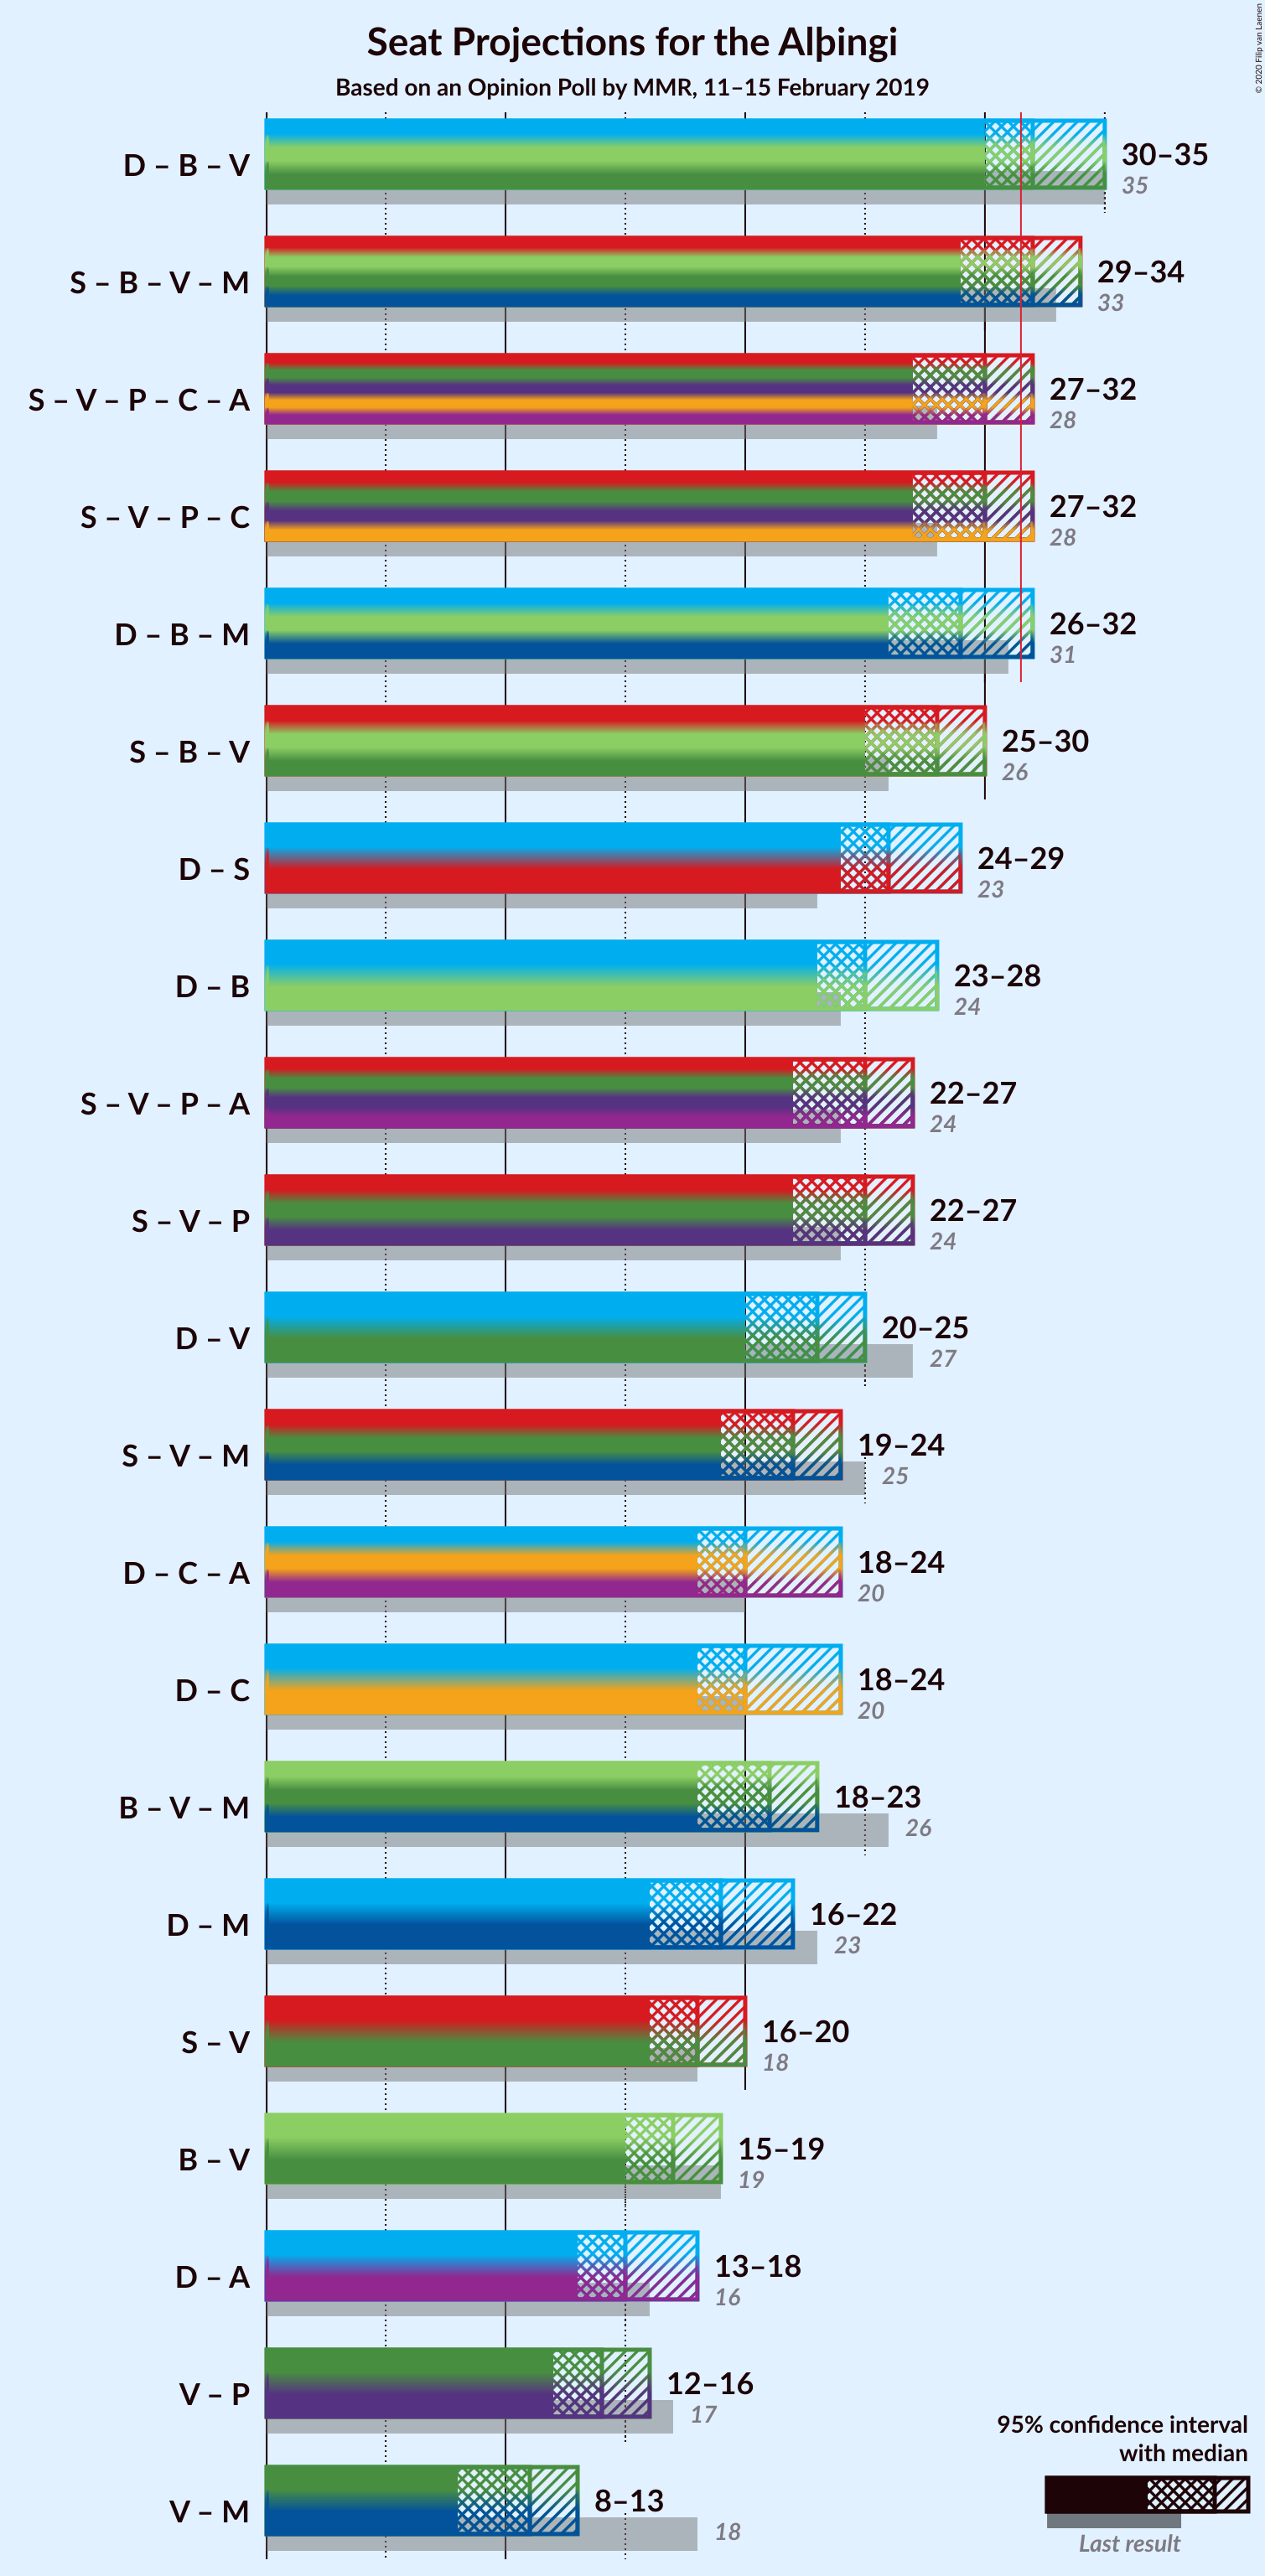 Seat Projections for the Alþingi
Based on an Opinion Poll by MMR, 11–15 February 2019
© 2020 Filip van Laenen
D – B – V
30–35
35
S – B – V – M
29–34
33
S – V – P – C – A
27–32
28
S – V – P – C
27–32
28
D – B – M
26–32
31
S – B – V
25–30
26
D – S
24–29
23
D – B
23–28
24
S – V – P – A
22–27
24
S – V – P
22–27
24
D – V
20–25
27
S – V – M
19–24
25
D – C – A
18–24
20
D – C
18–24
20
B – V – M
18–23
26
D – M
16–22
23
S – V
16–20
18
B – V
15–19
19
D – A
13–18
16
V – P
12–16
17
V – M
8–13
18
95% confidence interval
with median
Last result